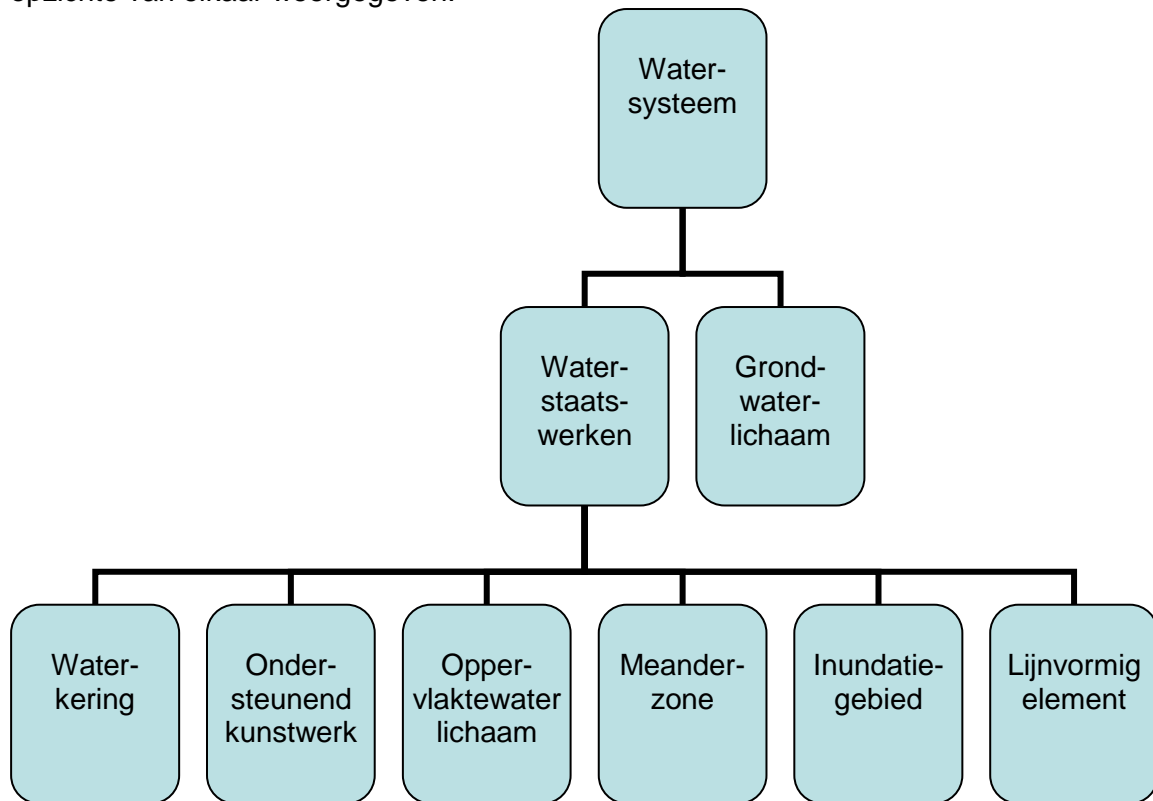 opzichte van elkaar weergegeven.
Water-
systeem
Water-
staats-
werken
Grond-
water-
lichaam
Water-
kering
Onder-
steunend
kunstwerk
Opper-
vlaktewater
lichaam
Meander-
zone
Inundatie-
gebied
Lijnvormig
element